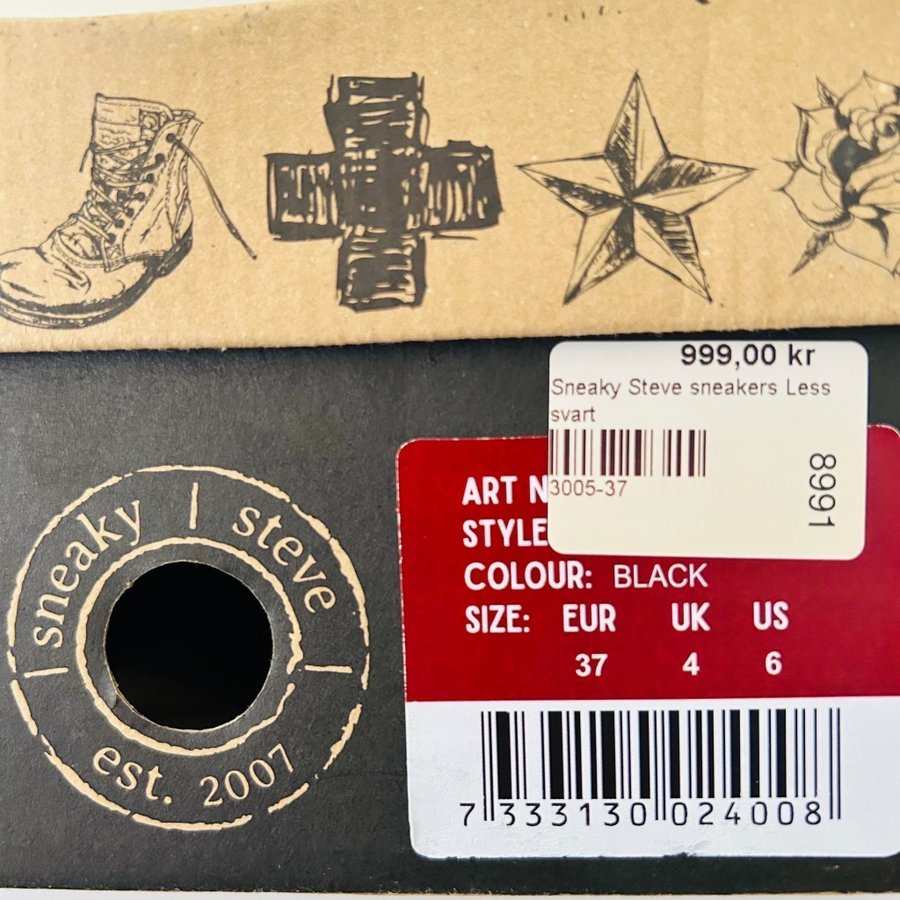 999,00 kr
Sneaky Steve sneakers Less
svart
3005-37
8991
ART N
STYLE
COLOUR: BLACK
SIZE: EUR UK US
37 4 6
7 333130 024008
sneaky | steve
est. 2007